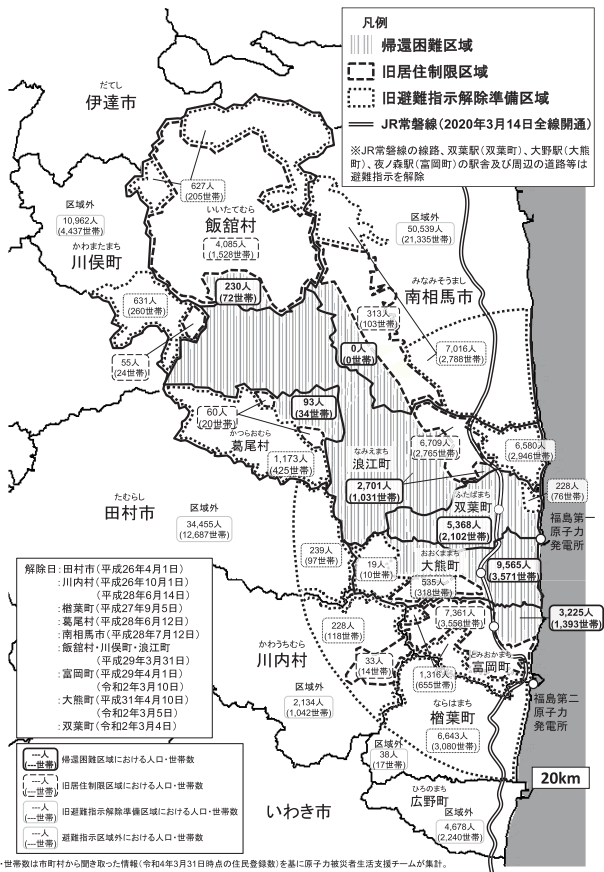 凡例
帰還困難区域
旧居住制限区域
旧避難指示解除準備区域
JR常磐線(2020年3月14日全線開通)
※JR常磐線の線路、双葉駅(双葉町)、大野駅(大熊
町)、夜ノ森駅(富岡町)の駅舎及び周辺の道路等は
避難指示を解除
だてし
伊達市
627人
(205世帯)
区域外
10,962人
(4,437世帯)
かわまたまち
川俣町
いいたてむら
飯舘村
4,085人
(1,528世帯)
区域外
50,539人
(21,335世帯)
みなみそうまし
南相馬市
230人
(72世帯)
631人
(260世帯)
313人
(103世帯)
0人
(0世帯)
7,016人
(2,788世帯)
55人
(24世帯)
93人
(34世帯)
60人
(20世帯)
かつらおむら
葛尾村
1,173人
(425世帯)
なみえまち
浪江町
6,709人
(2,765世帯)
6,580人
(2,946世帯)
2,701人
(1,031世帯)
228人
(76世帯)
ふたばまち
双葉町
5,368人
(2,102世帯)
福島第一
原子力
発電所
たむらし
田村市
区域外
34,455人
(12,687世帯)
239人
(97世帯)
19人
(10世帯)
おおくままち
大熊町
535人
(318世帯)
9,565人
(3,571世帯)
7,361人
(3,558世帯)
3,225人
(1,393世帯)
228人
(118世帯)
かわうちむら
川内村
33人
(14世帯)
とみおかまち
富岡町
1,316人
(655世帯)
福島第二
原子力
発電所
区域外
2,134人
(1,042世帯)
ならはまち
楢葉町
6,643人
(3,080世帯)
区域外
38人
(17世帯)
20km
ひろのまち
広野町
区域外
4,678人
(2,240世帯)
いわき市
解除日:田村市(平成26年4月1日)
:川内村(平成26年10月1日)
(平成28年6月14日)
:楢葉町(平成27年9月5日)
:葛尾村(平成28年6月12日)
:南相馬市(平成28年7月12日)
:飯舘村・川俣町・浪江町
(平成29年3月31日)
:富岡町(平成29年4月1日)
(令和2年3月10日)
:大熊町(平成31年4月10日)
(令和2年3月5日)
:双葉町(令和2年3月4日)
---人
(---世帯)
帰還困難区域における人口・世帯数
---人
(---世帯)
旧居住制限区域における人口・世帯数
---人
(---世帯)
旧避難指示解除準備区域における人口・世帯数
---人
(---世帯)
避難指示区域外における人口・世帯数
・世帯数は市町村から聞き取った情報(令和4年3月31日時点の住民登録数)を基に原子力被災者生活支援チームが集計。